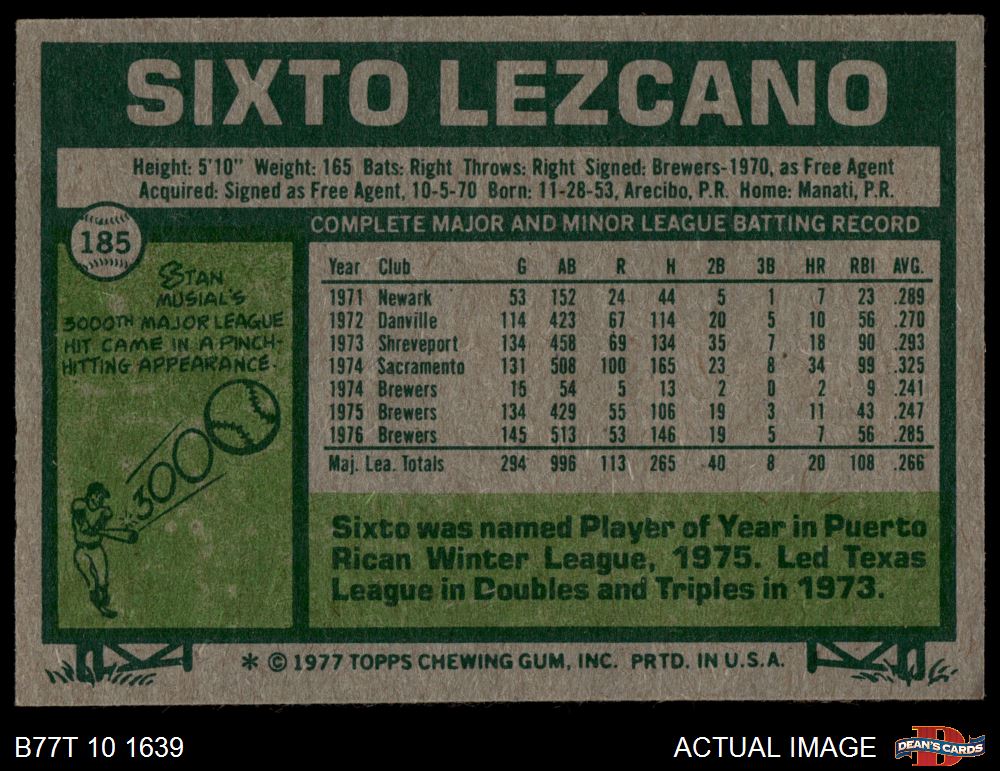 SIXTO LEZCANO
Height: 5'10" Weight: 165 Bats: Right Throws: Right Signed: Brewers-1970, as Free Agent
Acquired: Signed as Free Agent, 10-5-70 Born: 11-28-53, Arecibo, P.R. Home: Manati, P.R.
185
COMPLETE MAJOR AND MINOR LEAGUE BATTING RECORD
STAN
MUSIAL'S
3000TH MAJOR LEAGUE
HIT CAME IN A PINCH-
HITTING APPEARANCE.
3000
Year Club G AB R H 2B 3B HR RBI AVG.
1971 Newark 53 152 24 44 5 1 7 23 .289
1972 Danville 114 423 67 114 20 5 10 56 .270
1973 Shreveport 134 458 69 134 35 7 18 90 .293
1974 Sacramento 131 508 100 165 23 8 34 99 .325
1974 Brewers 15 54 5 13 2 0 2 9 .241
1975 Brewers 134 429 55 106 19 3 11 43 .247
1976 Brewers 145 513 53 146 19 5 7 56 .285
Maj. Lea. Totals 294 996 113 265 40 8 20 108 .266
Sixto was named Player of Year in Puerto
Rican Winter League, 1975. Led Texas
League in Doubles and Triples in 1973.
* © 1977 TOPPS CHEWING GUM, INC. PRTD. IN U.S.A.
B77T 10 1639
ACTUAL IMAGE
DEAN'S CARDS